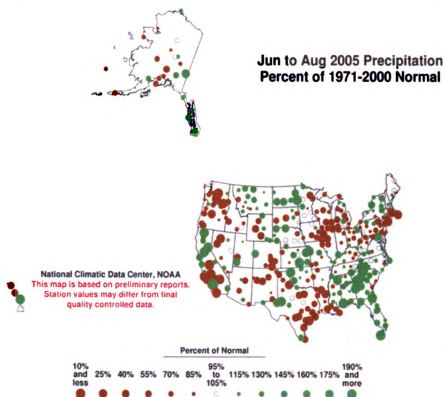 Jun to Aug 2005 Precipitation
Percent of 1971-2000 Normal
National Climatic Data Center, NOAA
This map is based on preliminary reports.
Station values may differ from final
quality controlled data.
Percent of Normal
10% and less 25% 40% 55% 70% 85% 95% to 105% 115% 130% 145% 160% 175% 190% and more